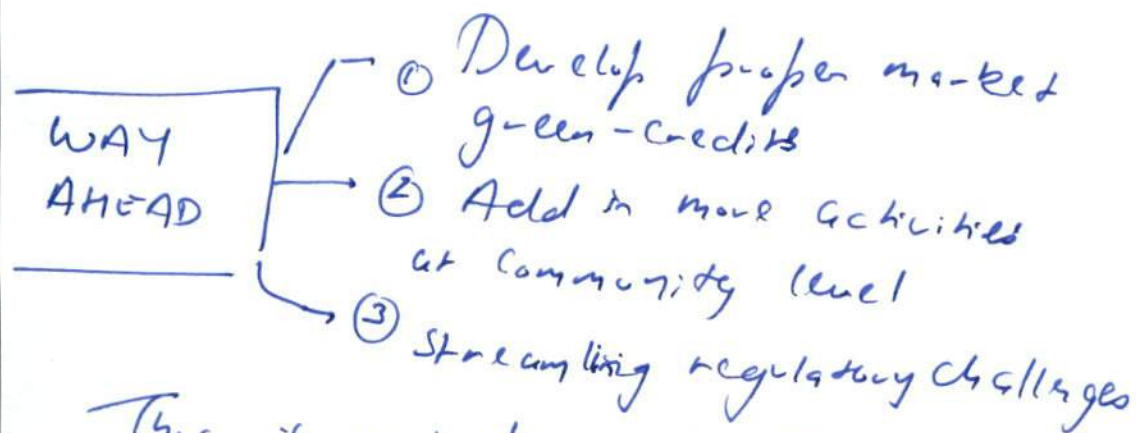 WAY
AHEAD
① Develop proper market
green-credits
② Add in more activities
at Community level
③ Streamlining regulatory challenges